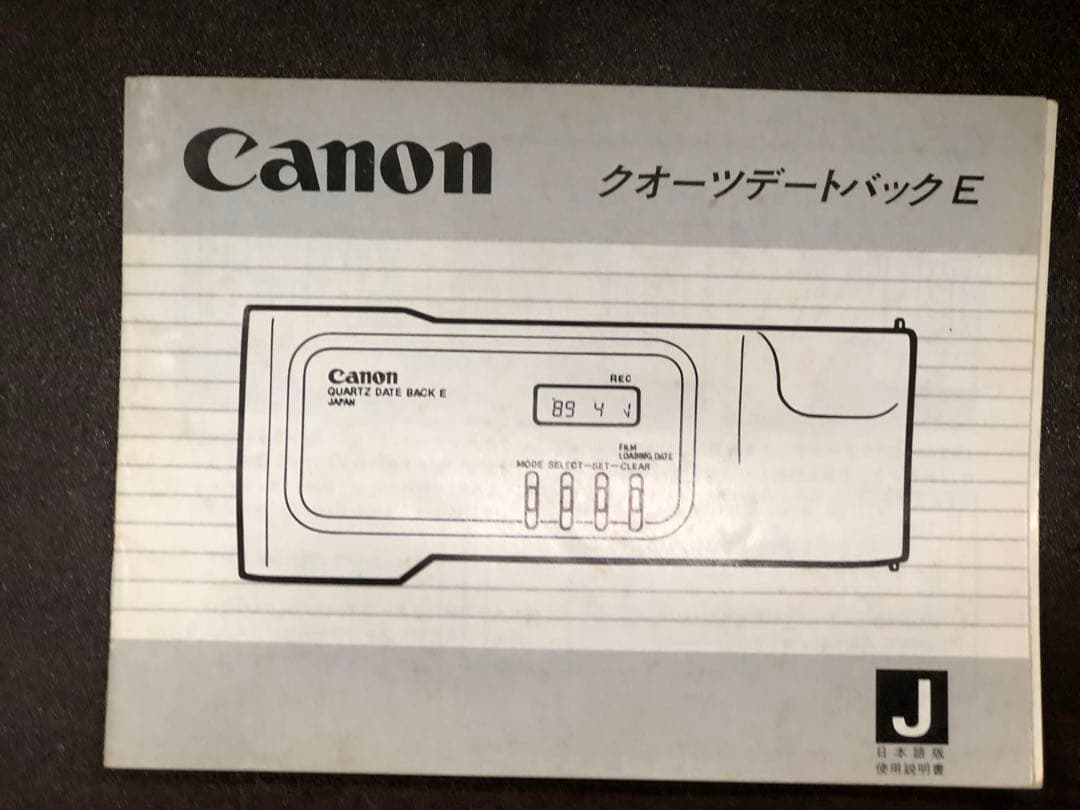 Canon
クオーツデートバック E
Canon
QUARTZ DATE BACK E
JAPAN
REC
'89 4 1
FILM
LOADING DATE
MODE SELECT–SET–CLEAR
J
日本語版
使用説明書